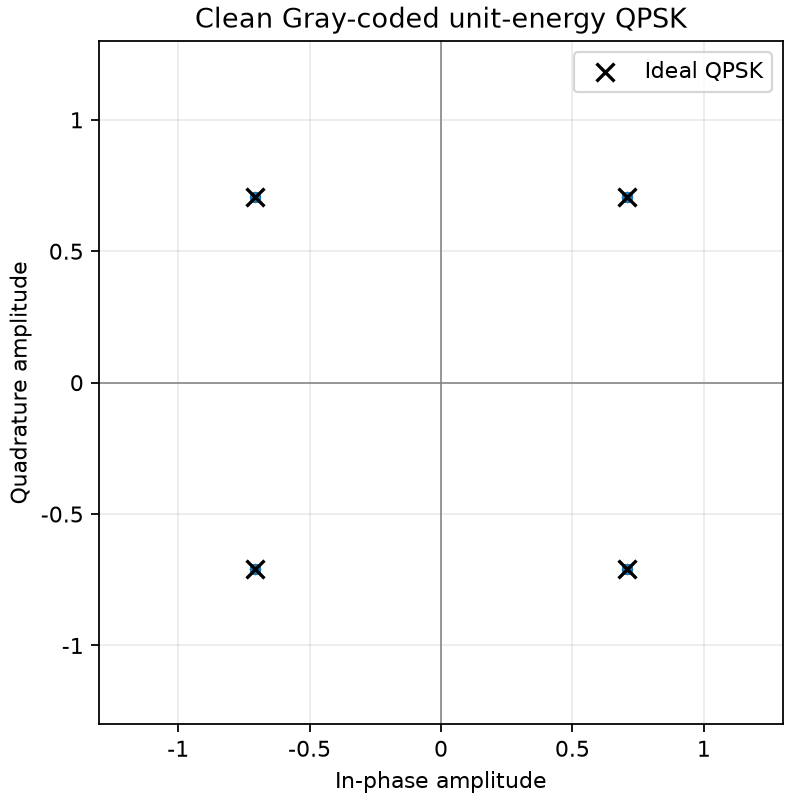 Clean Gray-coded unit-energy QPSK
Ideal QPSK
1
0.5
0
-0.5
-1
Quadrature amplitude
-1
-0.5
0
0.5
1
In-phase amplitude